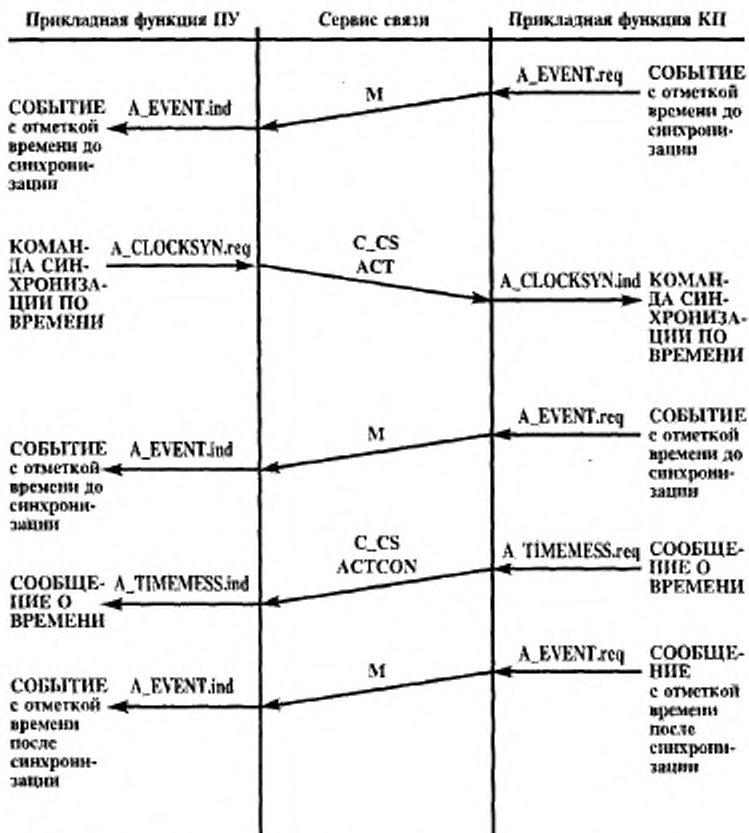 Прикладная функция ПУ
Сервис связи
Прикладная функция КП
A_EVENT.req
СОБЫТИЕ
с отметкой
времени до
синхрони-
зации
M
СОБЫТИЕ
с отметкой
времени до
синхрони-
зации
A_EVENT.ind
КОМАН-
ДА СИН-
ХРОНИЗА-
ЦИИ ПО
ВРЕМЕНИ
A_CLOCKSYN.req
C_CS
ACT
A_CLOCKSYN.ind
КОМАН-
ДА СИН-
ХРОНИЗА-
ЦИИ ПО
ВРЕМЕНИ
A_EVENT.req
СОБЫТИЕ
с отметкой
времени до
синхрони-
зации
M
СОБЫТИЕ
с отметкой
времени до
синхрони-
зации
A_EVENT.ind
C_CS
ACTCON
A_TIMEMESS.req
СООБЩЕ-
НИЕ О
ВРЕМЕНИ
СООБЩЕ-
НИЕ О
ВРЕМЕНИ
A_TIMEMESS.ind
A_EVENT.req
СООБЩЕ-
НИЕ
с отметкой
времени
после
синхрони-
зации
M
СОБЫТИЕ
с отметкой
времени
после
синхрони-
зации
A_EVENT.ind